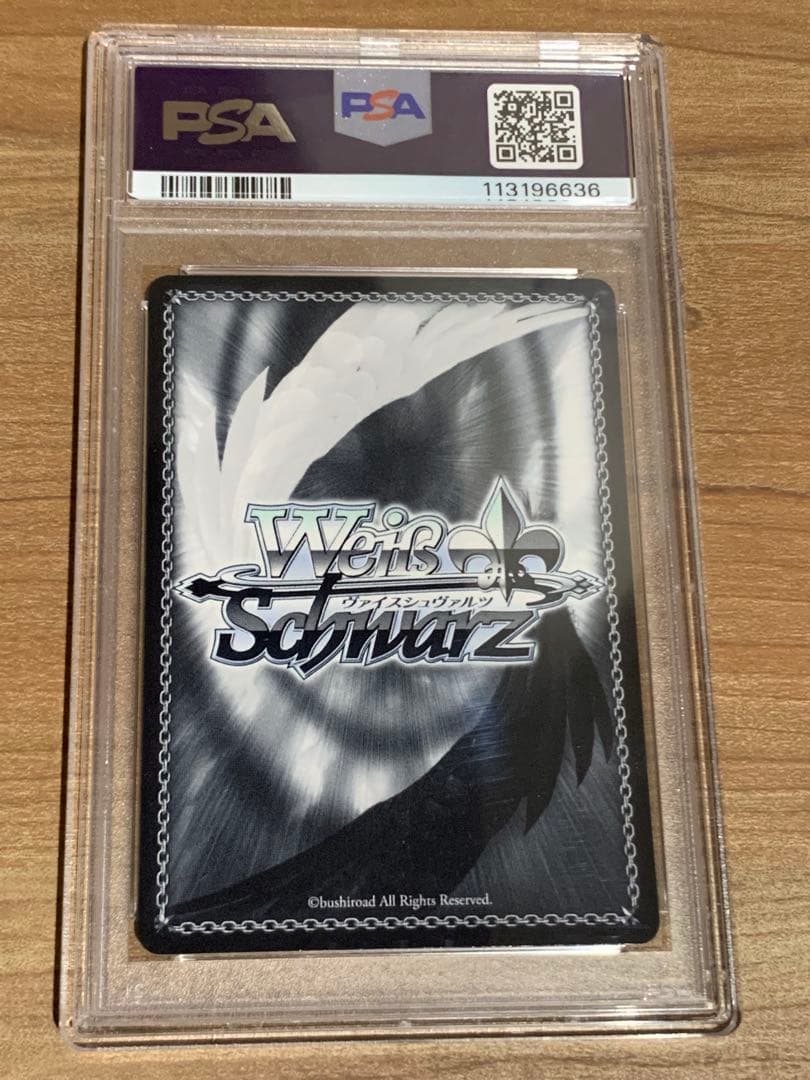 PSA
PSA
113196636
Weiß
ヴァイスシュヴァルツ
Schwarz
©bushiroad All Rights Reserved.